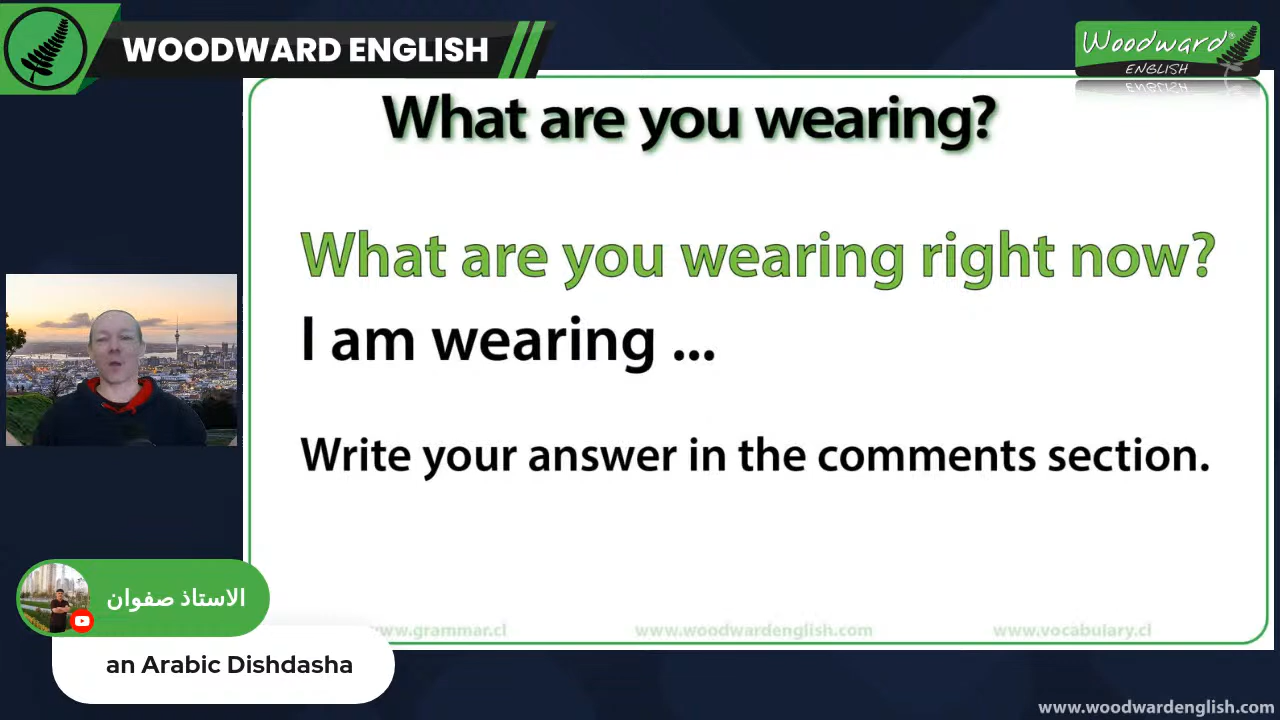 WOODWARD ENGLISH
Woodward®
ENGLISH
What are you wearing?
What are you wearing right now?
I am wearing ...
Write your answer in the comments section.
الاستاذ صفوان
an Arabic Dishdasha
www.grammar.cl
www.woodwardenglish.com
www.vocabulary.cl
www.woodwardenglish.com